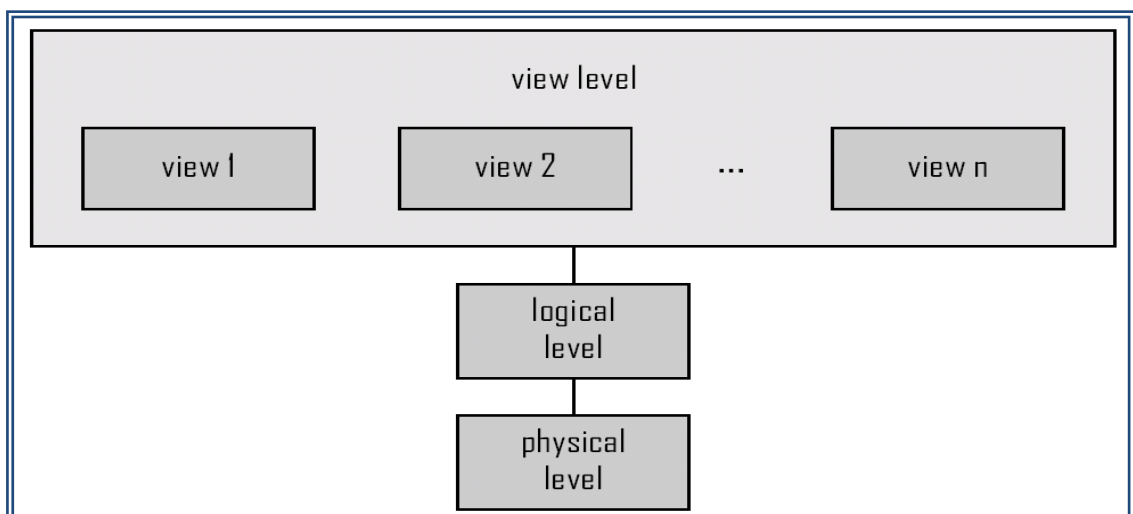 view level
view 1 view 2 ... view n
logical
level
physical
level